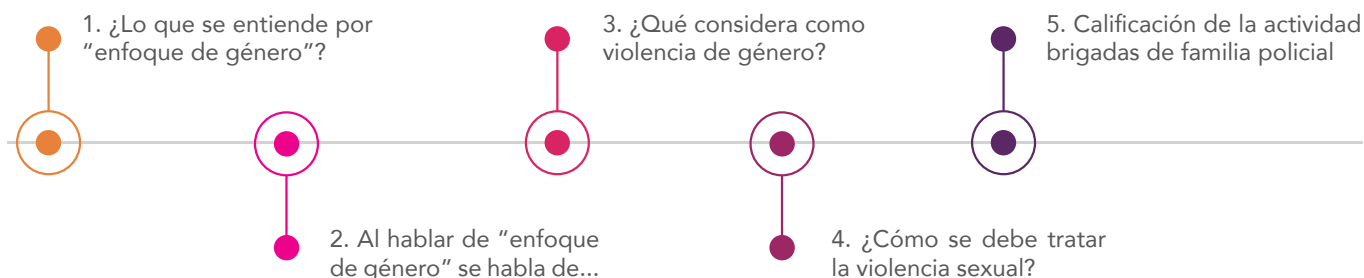 1. ¿Lo que se entiende por
“enfoque de género”?
2. Al hablar de “enfoque
de género” se habla de...
3. ¿Qué considera como
violencia de género?
4. ¿Cómo se debe tratar
la violencia sexual?
5. Calificación de la actividad
brigadas de familia policial